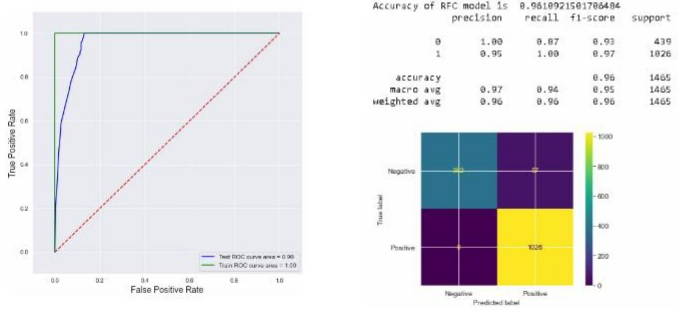 Accuracy of RFC model is 0.9610921501706484
precision recall f1-score support
0 1.00 0.87 0.93 439
1 0.95 1.00 0.97 1026
accuracy 0.96 1465
macro avg 0.97 0.94 0.95 1465
weighted avg 0.96 0.96 0.96 1465
True Positive Rate
1.0
0.8
0.6
0.4
0.2
0.0
0.0 0.2 0.4 0.6 0.8 1.0
False Positive Rate
Test ROC curve area = 0.96
Train ROC curve area = 1.00
True label
Negative
Positive
1026
Negative Positive
Predicted label
1000
800
600
400
200
0